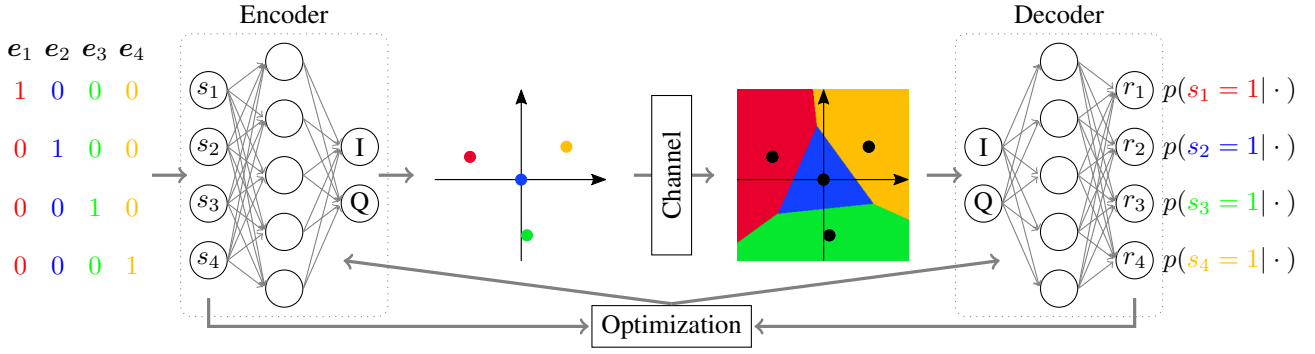 Encoder
Decoder
e₁ e₂ e₃ e₄
1 0 0 0
0 1 0 0
0 0 1 0
0 0 0 1
s₁
s₂
s₃
s₄
I
Q
Channel
I
Q
r₁ p(s₁ = 1| · )
r₂ p(s₂ = 1| · )
r₃ p(s₃ = 1| · )
r₄ p(s₄ = 1| · )
Optimization